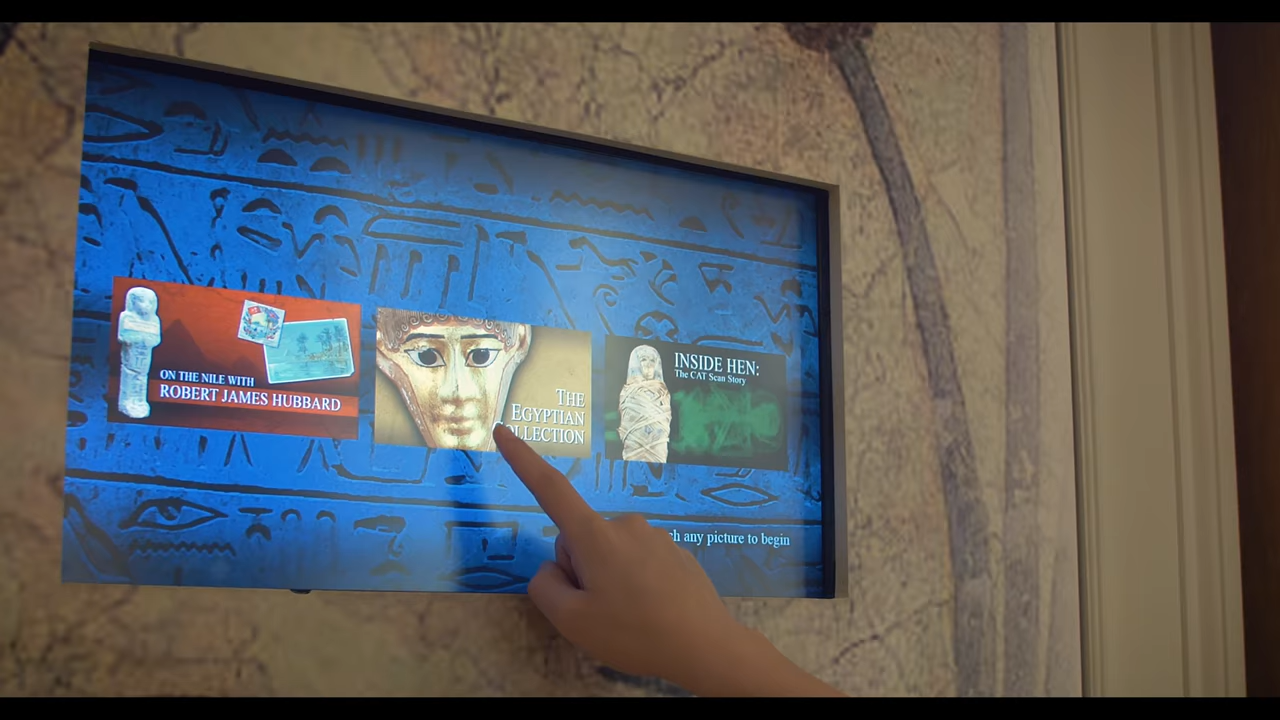 ON THE NILE WITH
ROBERT JAMES HUBBARD
THE
EGYPTIAN
COLLECTION
INSIDE HEN:
The CAT Scan Story
any picture to begin